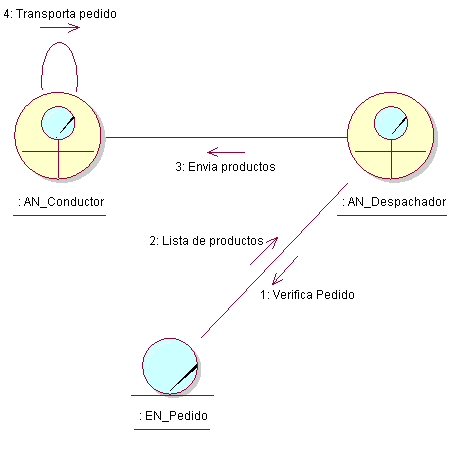 4: Transporta pedido
3: Envia productos
: AN_Conductor
: AN_Despachador
2: Lista de productos
1: Verifica Pedido
: EN_Pedido